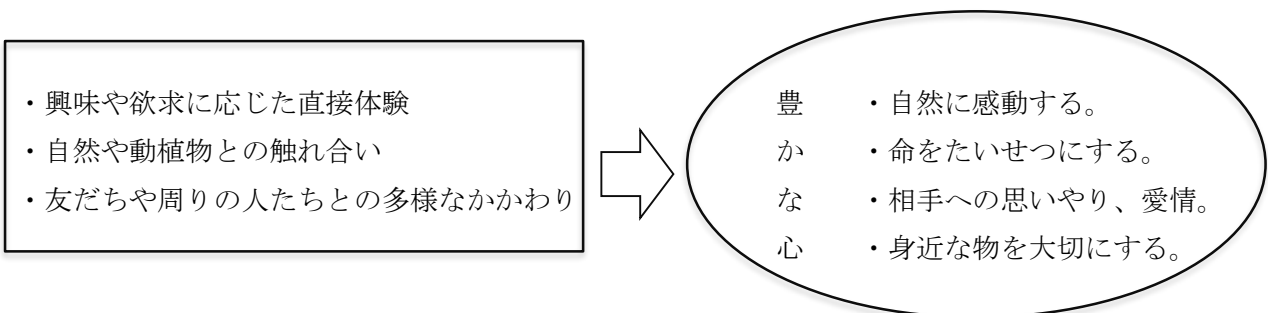 ・興味や欲求に応じた直接体験
・自然や動植物との触れ合い
・友だちや周りの人たちとの多様なかかわり
豊かな心
・自然に感動する。
・命をたいせつにする。
・相手への思いやり、愛情。
・身近な物を大切にする。